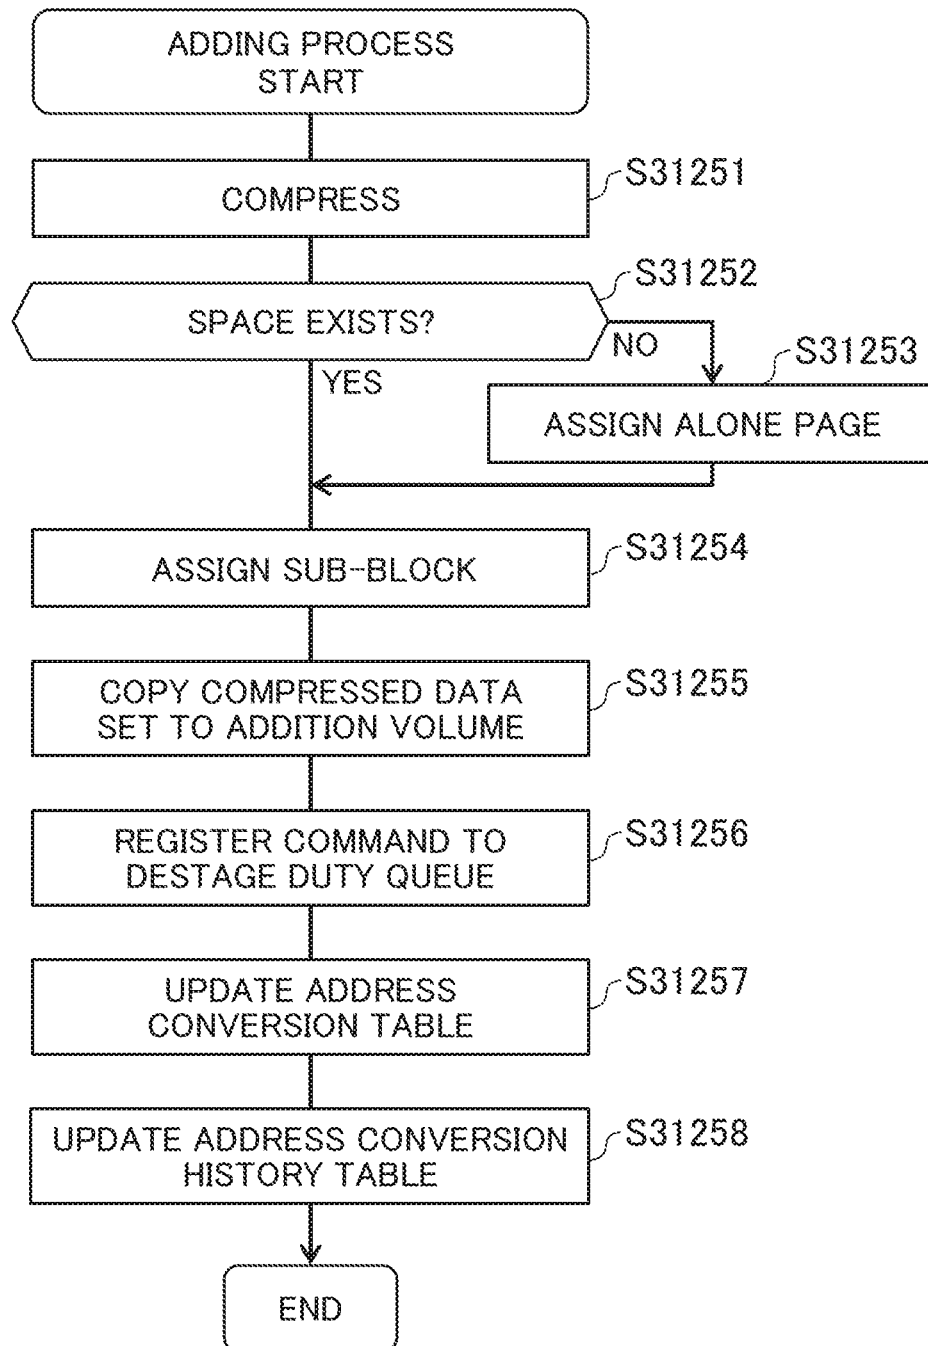 ADDING PROCESS
START
COMPRESS
S31251
SPACE EXISTS?
S31252
NO
YES
S31253
ASSIGN ALONE PAGE
ASSIGN SUB-BLOCK
S31254
COPY COMPRESSED DATA
SET TO ADDITION VOLUME
S31255
REGISTER COMMAND TO
DESTAGE DUTY QUEUE
S31256
UPDATE ADDRESS
CONVERSION TABLE
S31257
UPDATE ADDRESS CONVERSION
HISTORY TABLE
S31258
END